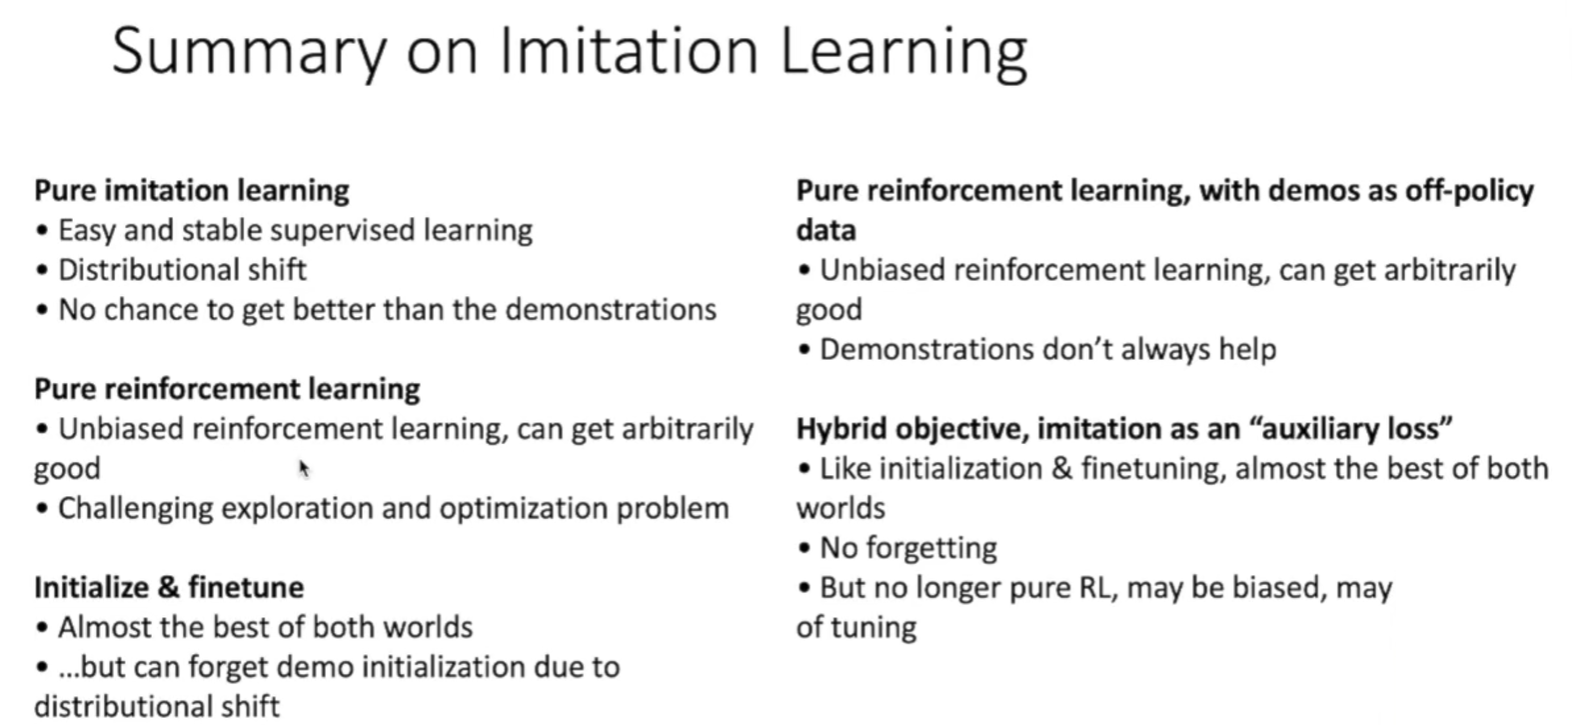 Summary on Imitation Learning
Pure imitation learning
• Easy and stable supervised learning
• Distributional shift
• No chance to get better than the demonstrations
Pure reinforcement learning
• Unbiased reinforcement learning, can get arbitrarily
good
• Challenging exploration and optimization problem
Initialize & finetune
• Almost the best of both worlds
• ...but can forget demo initialization due to
distributional shift
Pure reinforcement learning, with demos as off-policy
data
• Unbiased reinforcement learning, can get arbitrarily
good
• Demonstrations don’t always help
Hybrid objective, imitation as an “auxiliary loss”
• Like initialization & finetuning, almost the best of both
worlds
• No forgetting
• But no longer pure RL, may be biased, may
of tuning